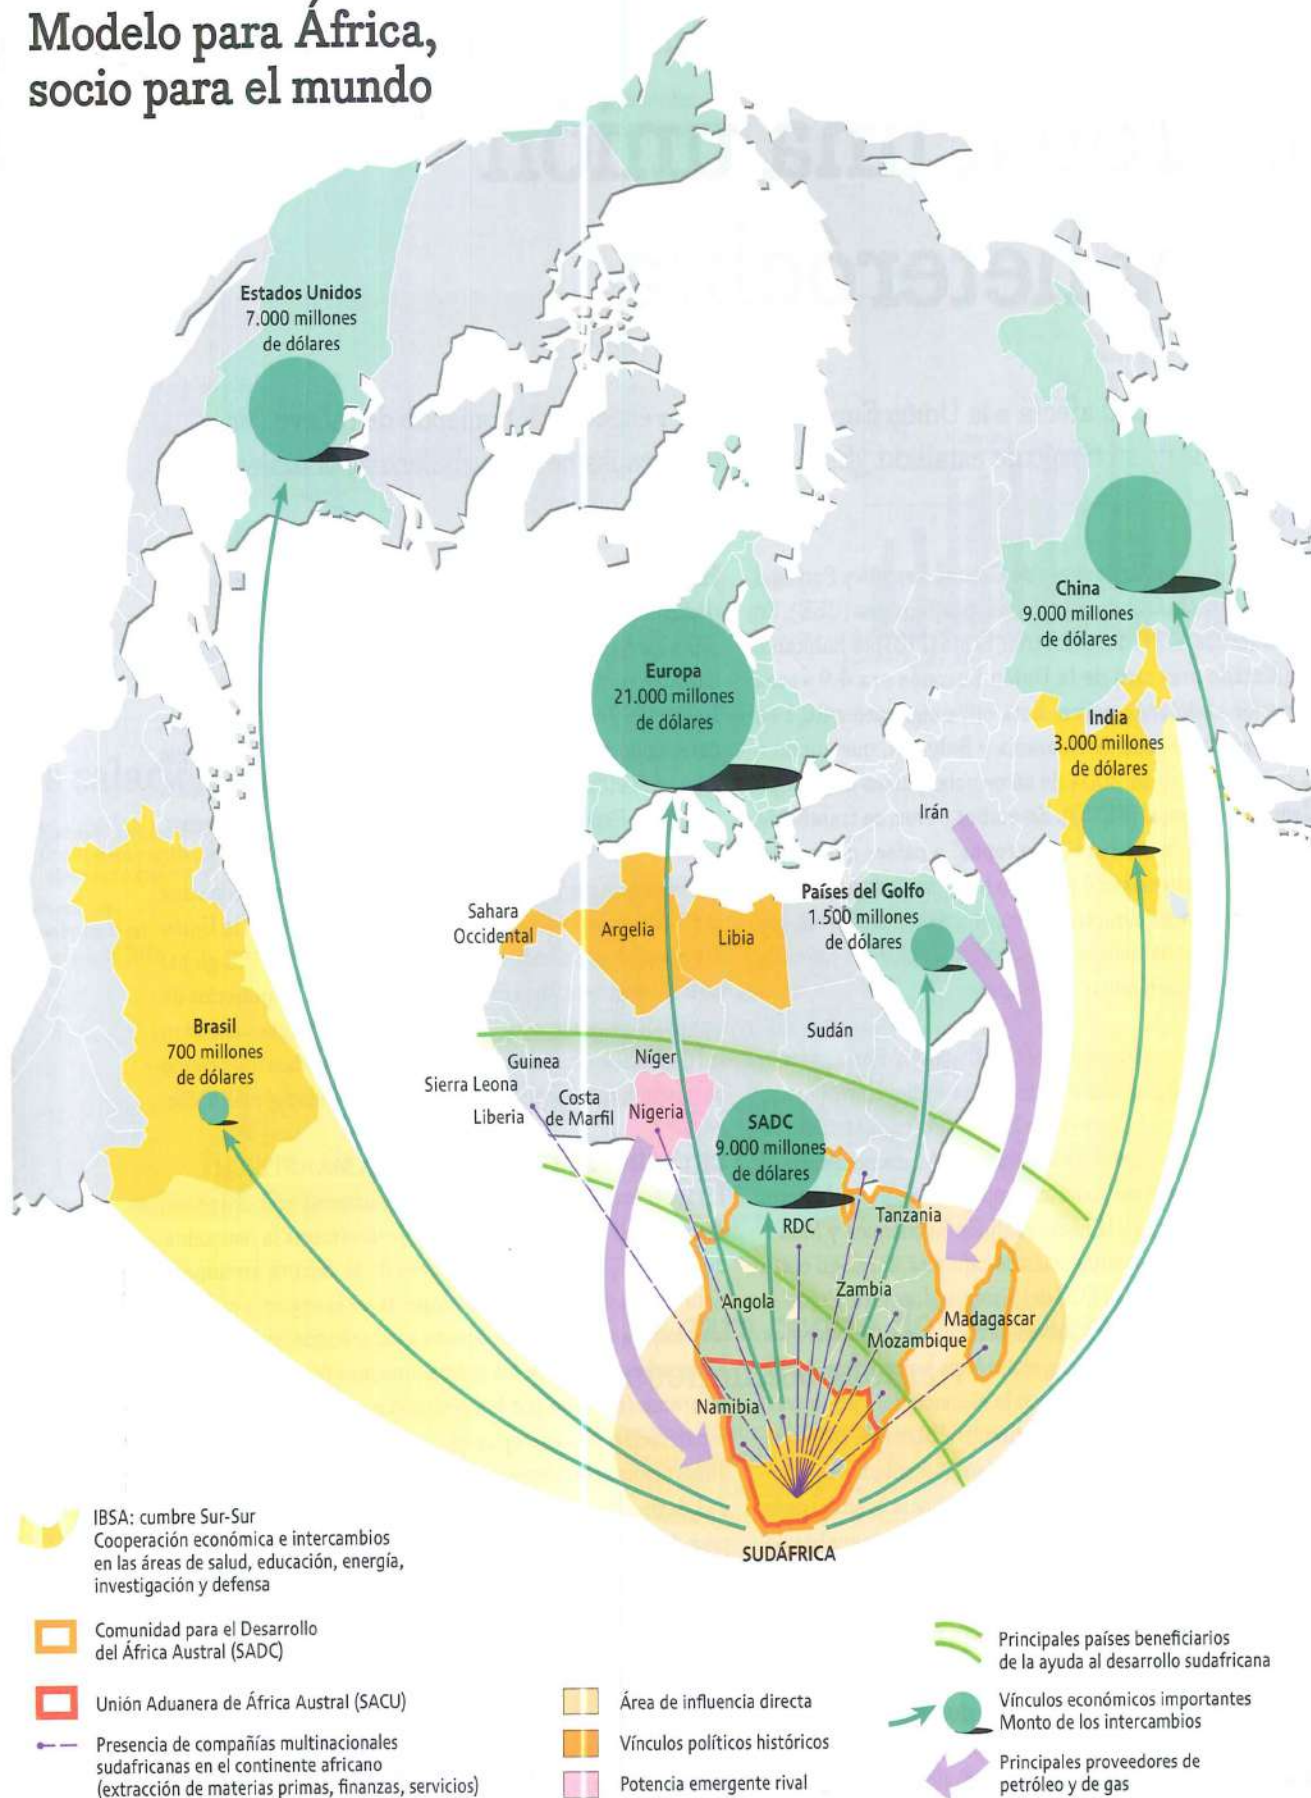 Modelo para África,
socio para el mundo
Estados Unidos
7.000 millones
de dólares
China
9.000 millones
de dólares
Europa
21.000 millones
de dólares
India
3.000 millones
de dólares
Irán
Países del Golfo
1.500 millones
de dólares
Sahara
Occidental
Argelia
Libia
Brasil
700 millones
de dólares
Sudán
Guinea
Níger
Sierra Leona
Costa
de Marfil
Liberia
Nigeria
SADC
9.000 millones
de dólares
RDC
Tanzania
Angola
Zambia
Madagascar
Mozambique
Namibia
SUDÁFRICA
IBSA: cumbre Sur-Sur
Cooperación económica e intercambios
en las áreas de salud, educación, energía,
investigación y defensa
Comunidad para el Desarrollo
del África Austral (SADC)
Unión Aduanera de África Austral (SACU)
Presencia de compañías multinacionales
sudafricanas en el continente africano
(extracción de materias primas, finanzas, servicios)
Área de influencia directa
Vínculos políticos históricos
Potencia emergente rival
Principales países beneficiarios
de la ayuda al desarrollo sudafricana
Vínculos económicos importantes
Monto de los intercambios
Principales proveedores de
petróleo y de gas